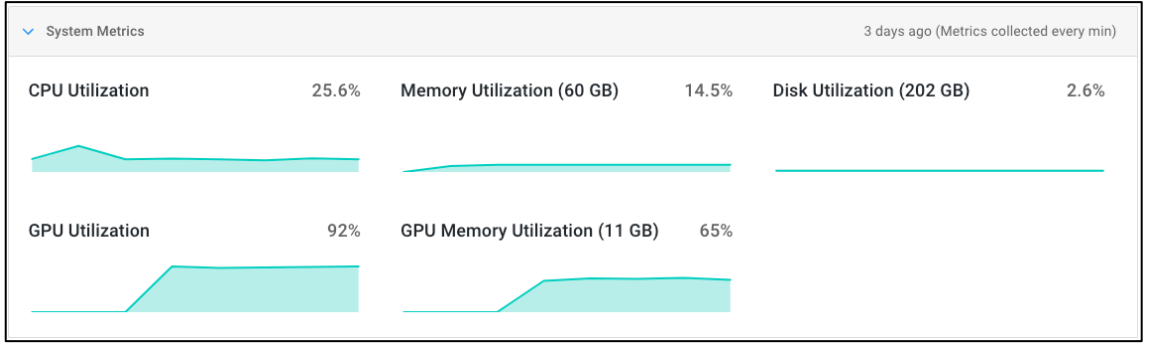 System Metrics
3 days ago (Metrics collected every min)
CPU Utilization 25.6%
Memory Utilization (60 GB) 14.5%
Disk Utilization (202 GB) 2.6%
GPU Utilization 92%
GPU Memory Utilization (11 GB) 65%